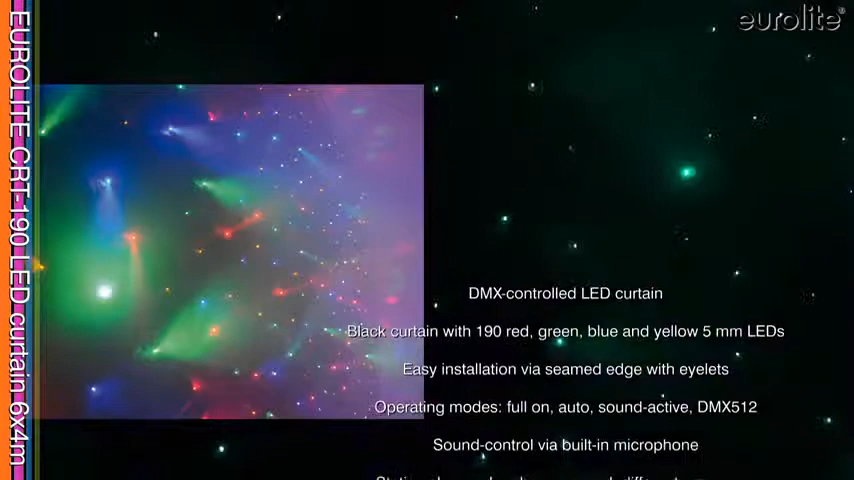 eurolite®
EUROLITE CRT-190 LED curtain 6x4m
DMX-controlled LED curtain
Black curtain with 190 red, green, blue and yellow 5 mm LEDs
Easy installation via seamed edge with eyelets
Operating modes: full on, auto, sound-active, DMX512
Sound-control via built-in microphone